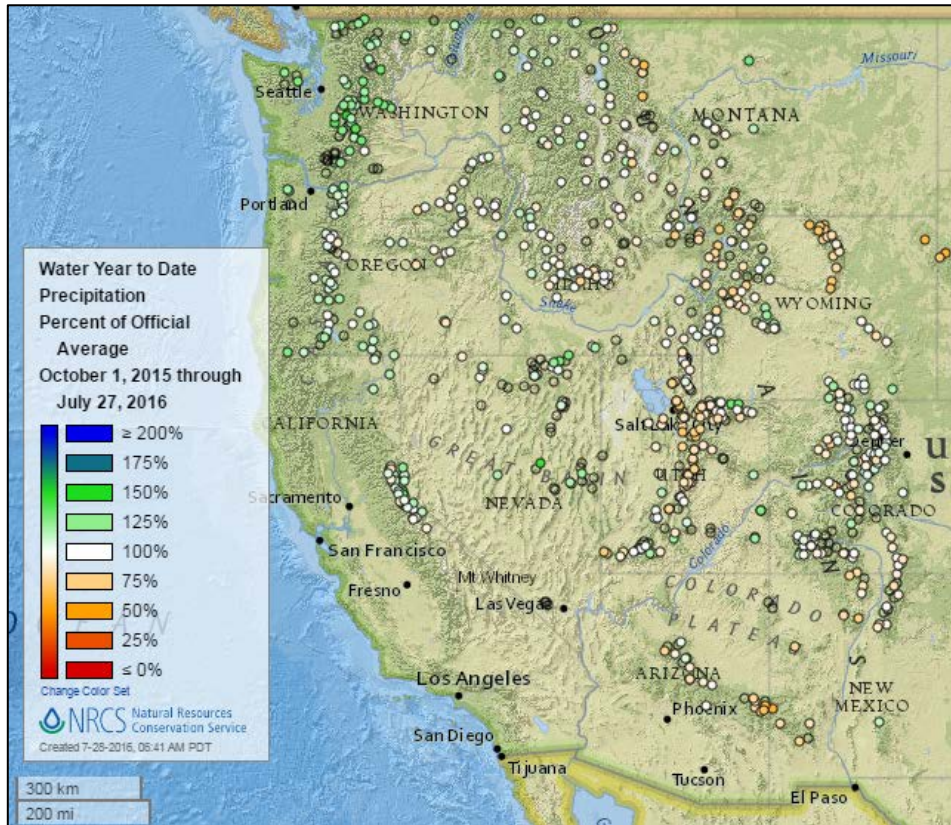 Missouri
Columbia
Seattle
WASHINGTON
MONTANA
Portland
OREGON
IDAHO
WYOMING
Snake
CALIFORNIA
Salt Lake City
Denver
U
S
GREAT BASIN
UTAH
NEVADA
COLORADO
Sacramento
San Francisco
Colorado
Mt Whitney
Fresno
Las Vegas
COLORADO
PLATEAU
OCEAN
Los Angeles
ARIZONA
Phoenix
NEW
MEXICO
San Diego
Tijuana
Tucson
El Paso
Water Year to Date
Precipitation
Percent of Official
Average
October 1, 2015 through
July 27, 2016
≥ 200%
175%
150%
125%
100%
75%
50%
25%
≤ 0%
Change Color Set
NRCS Natural Resources
Conservation Service
Created 7-28-2016, 06:41 AM PDT
300 km
200 mi